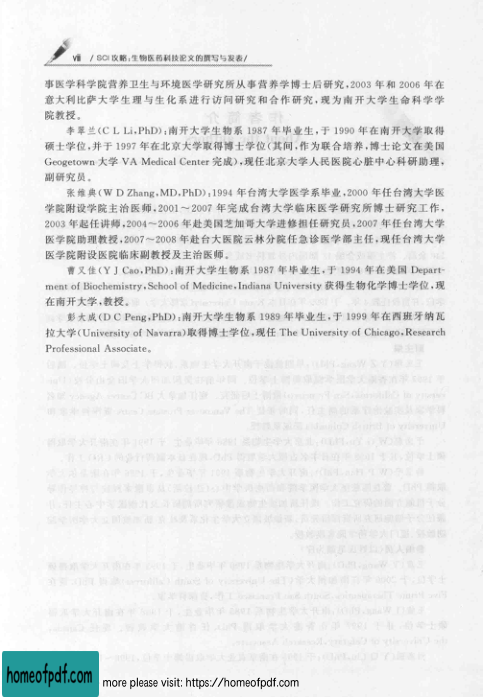 Ⅷ / SCI攻略:生物医药科技论文的撰写与发表/
事医学科学院营养卫生与环境医学研究所从事营养学博士后研究,2003 年和 2006 年在
意大利比萨大学生理与生化系进行访问研究和合作研究,现为南开大学生命科学学
院教授。
李翠兰(C L Li,PhD):南开大学生物系 1987 年毕业生,于 1990 年在南开大学取得
硕士学位,并于 1997 年在北京大学取得博士学位(其间,作为联合培养,博士论文在美国
Geogetown 大学 VA Medical Center 完成),现任北京大学人民医院心脏中心科研助理,
副研究员。
张维典(W D Zhang,MD,PhD):1994 年台湾大学医学系毕业,2000 年任台湾大学医
学院附设学院主治医师,2001～2007 年完成台湾大学临床医学研究所博士研究工作,
2003 年起任讲师,2004～2006 年赴美国芝加哥大学进修担任研究员,2007 年任台湾大学
医学院助理教授,2007～2008 年赴台大医院云林分院任急诊医学部主任,现任台湾大学
医学院附设医院临床副教授及主治医师。
曹又佳(Y J Cao,PhD):南开大学生物系 1987 年毕业生,于 1994 年在美国 Depart-
ment of Biochemistry,School of Medicine,Indiana University 获得生物化学博士学位,现
在南开大学,教授。
彭大成(D C Peng,PhD):南开大学生物系 1989 年毕业生,于 1999 年在西班牙纳瓦
拉大学(University of Navarra)取得博士学位,现任 The University of Chicago,Research
Professional Associate。
homeofpdf.com
more please visit: https://homeofpdf.com